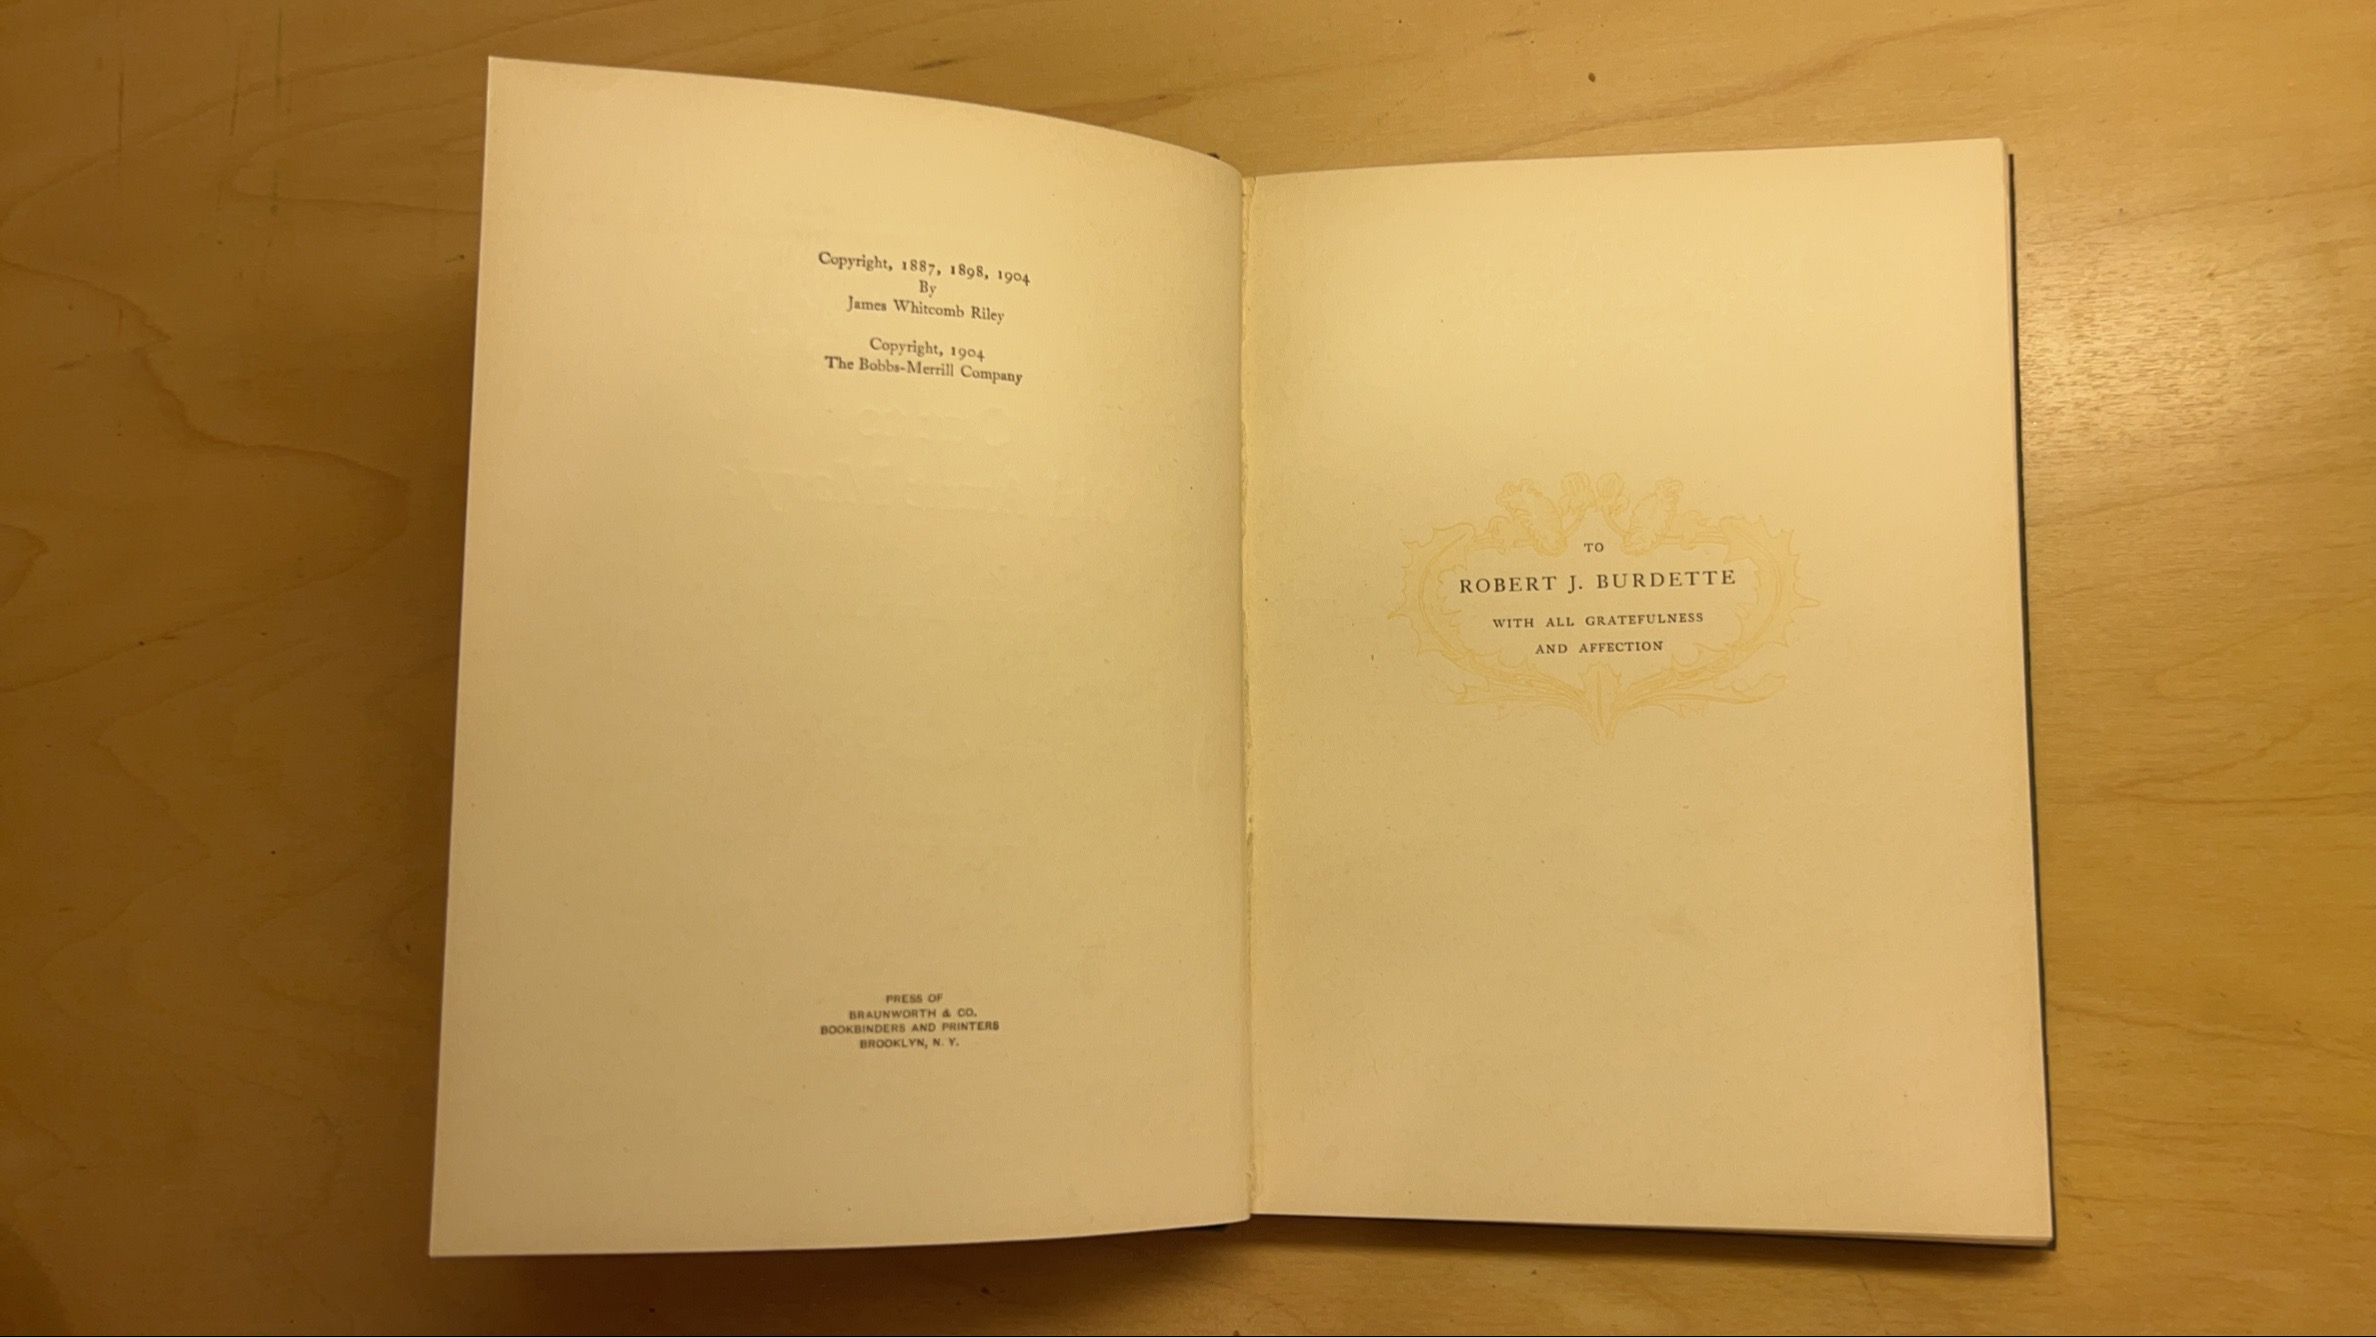 Copyright, 1887, 1898, 1904
By
James Whitcomb Riley
Copyright, 1904
The Bobbs-Merrill Company
PRESS OF
BRAUNWORTH & CO.
BOOKBINDERS AND PRINTERS
BROOKLYN, N. Y.
TO
ROBERT J. BURDETTE
WITH ALL GRATEFULNESS
AND AFFECTION